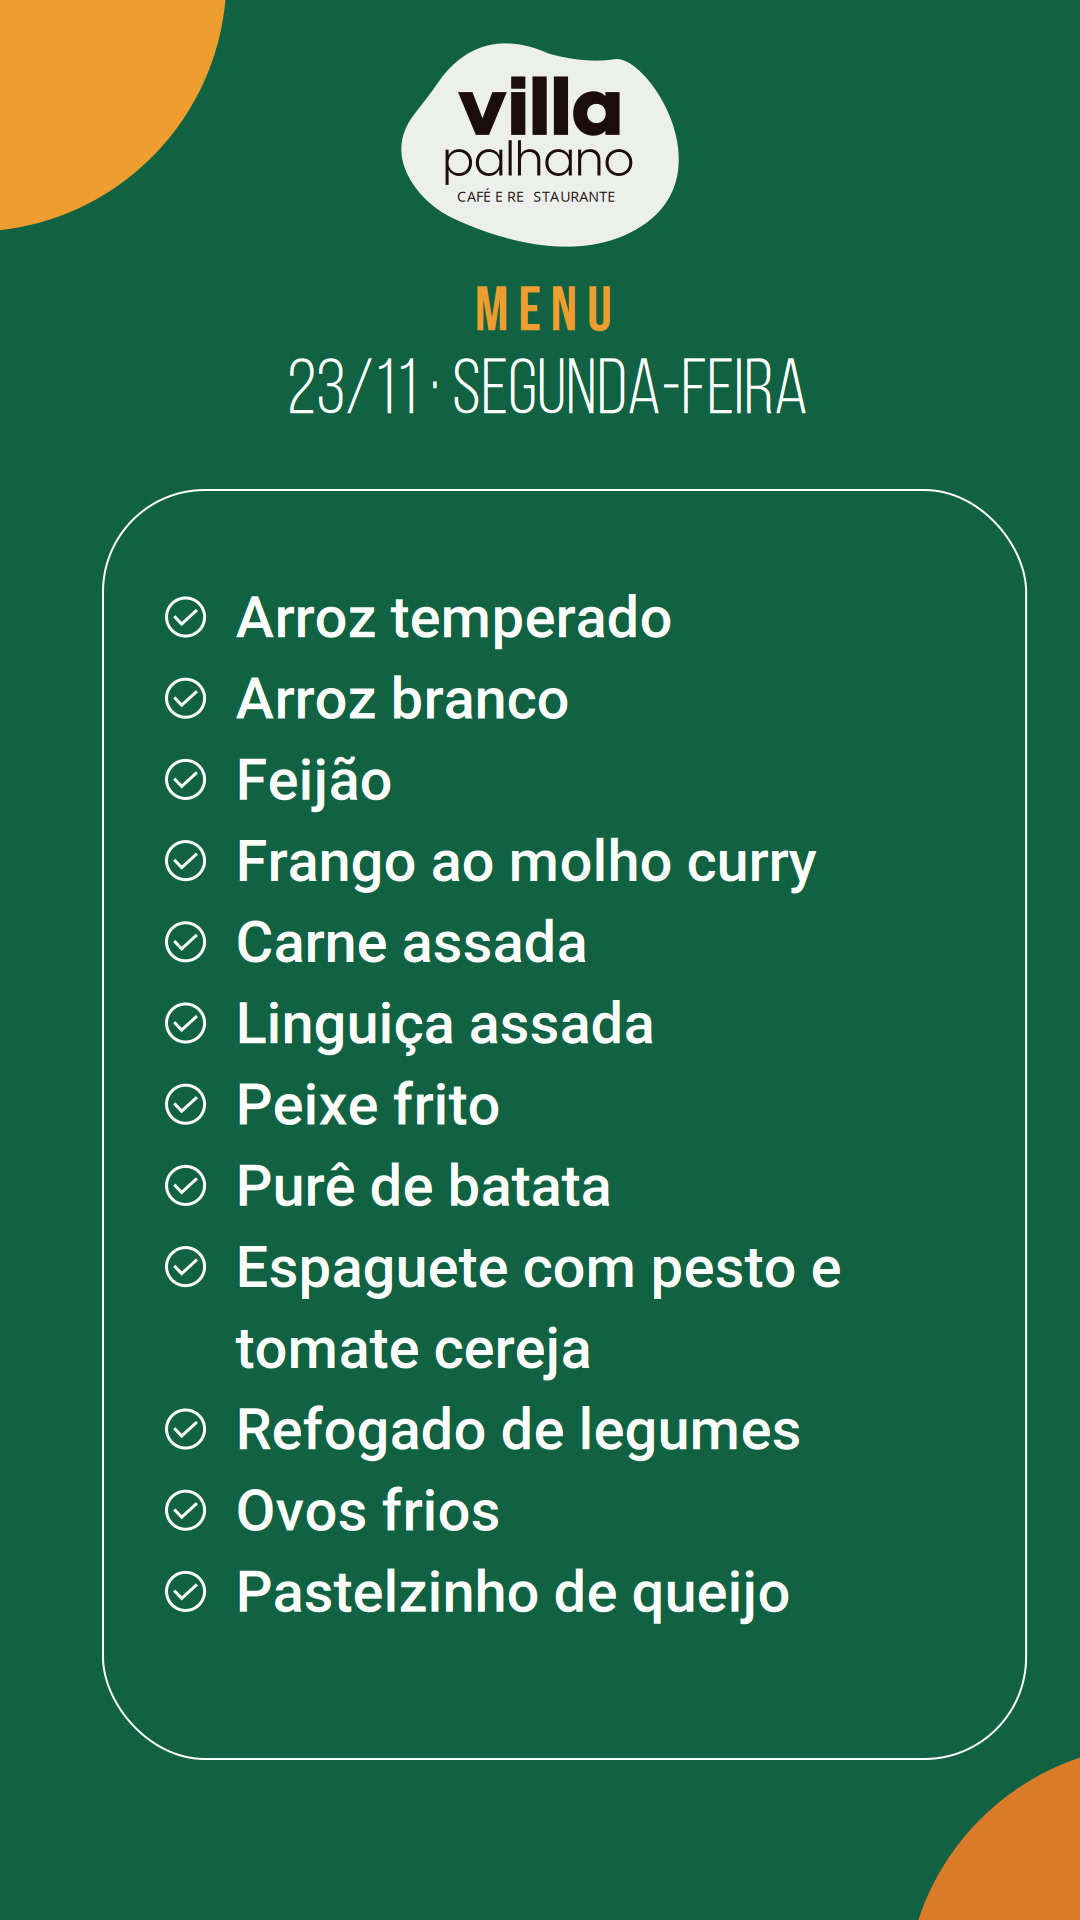 villa
palhano
CAFÉ E RE STAURANTE
MENU
23/11 · SEGUNDA-FEIRA
Arroz temperado
Arroz branco
Feijão
Frango ao molho curry
Carne assada
Linguiça assada
Peixe frito
Purê de batata
Espaguete com pesto e
tomate cereja
Refogado de legumes
Ovos frios
Pastelzinho de queijo